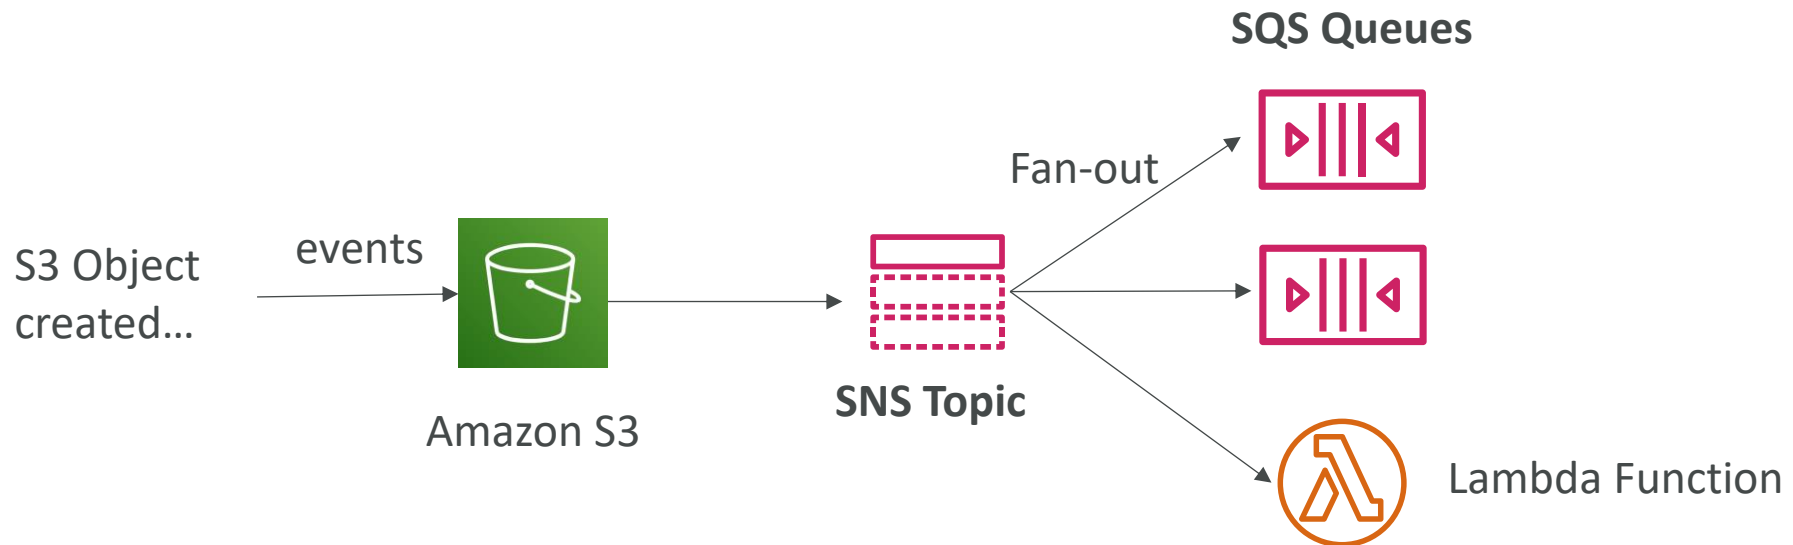 SQS Queues
Fan-out
S3 Object
created...
events
Amazon S3
SNS Topic
Lambda Function